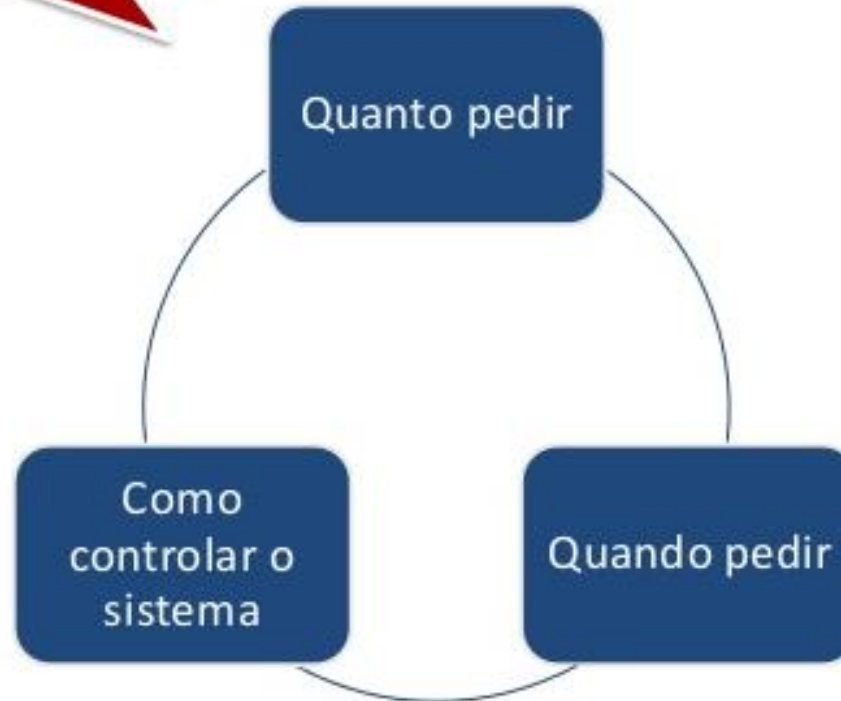 Quanto pedir
Como
controlar o
sistema
Quando pedir